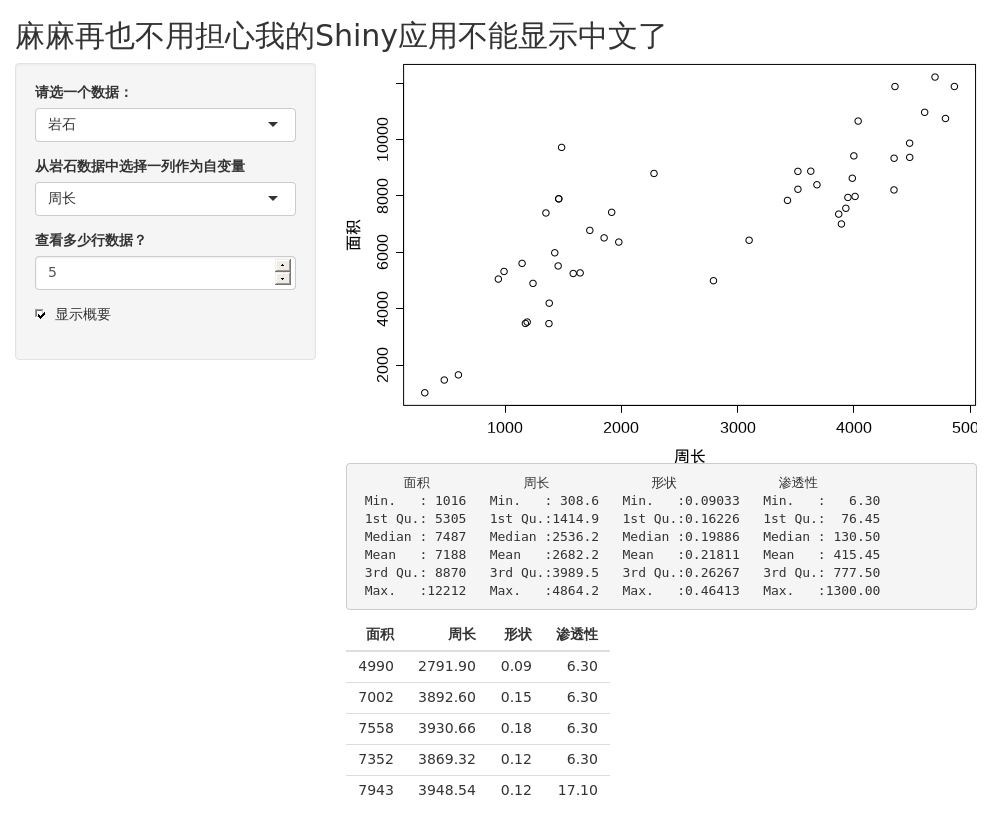 麻麻再也不用担心我的Shiny应用不能显示中文了
请选一个数据：
岩石
从岩石数据中选择一列作为自变量
周长
查看多少行数据？
5
显示概要
面积
10000
8000
6000
4000
2000
1000 2000 3000 4000 500
周长
面积 周长 形状 渗透性
Min.   : 1016   Min.   : 308.6   Min.   :0.09033   Min.   :   6.30
1st Qu.: 5305   1st Qu.:1414.9   1st Qu.:0.16226   1st Qu.:  76.45
Median : 7487   Median :2536.2   Median :0.19886   Median : 130.50
Mean   : 7188   Mean   :2682.2   Mean   :0.21811   Mean   : 415.45
3rd Qu.: 8870   3rd Qu.:3989.5   3rd Qu.:0.26267   3rd Qu.: 777.50
Max.   :12212   Max.   :4864.2   Max.   :0.46413   Max.   :1300.00
面积 周长 形状 渗透性
4990 2791.90 0.09 6.30
7002 3892.60 0.15 6.30
7558 3930.66 0.18 6.30
7352 3869.32 0.12 6.30
7943 3948.54 0.12 17.10